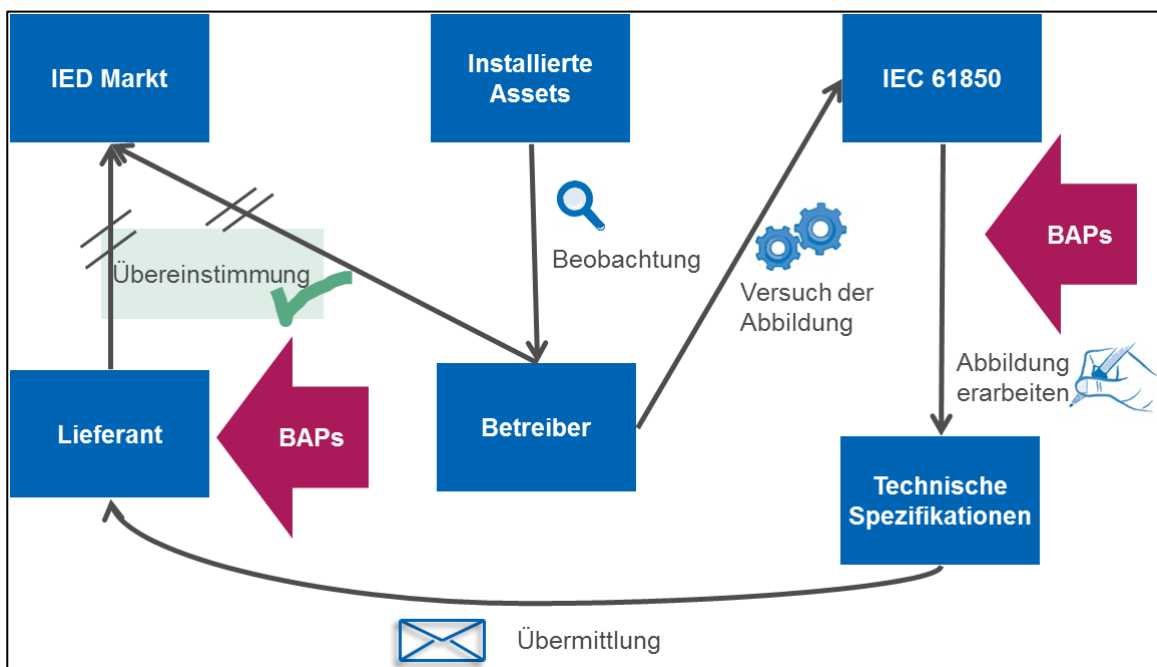 IED Markt
Installierte
Assets
IEC 61850
BAPs
Beobachtung
Übereinstimmung
Versuch der
Abbildung
Abbildung
erarbeiten
Lieferant
BAPs
Betreiber
Technische
Spezifikationen
Übermittlung